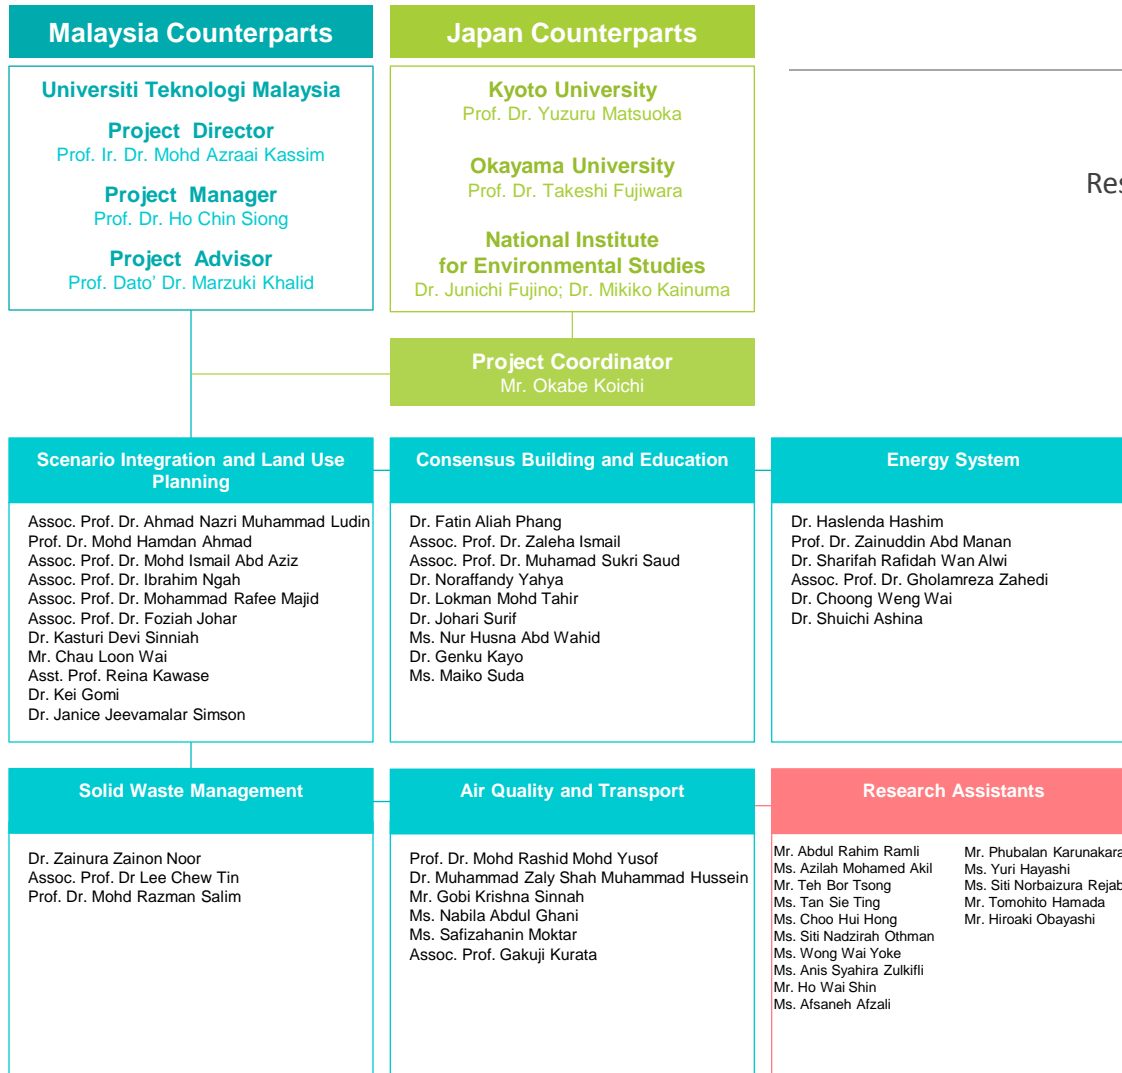 Malaysia Counterparts
Universiti Teknologi Malaysia
Project Director
Prof. Ir. Dr. Mohd Azraai Kassim
Project Manager
Prof. Dr. Ho Chin Siong
Project Advisor
Prof. Dato' Dr. Marzuki Khalid
Japan Counterparts
Kyoto University
Prof. Dr. Yuzuru Matsuoka
Okayama University
Prof. Dr. Takeshi Fujiwara
National Institute
for Environmental Studies
Dr. Junichi Fujino; Dr. Mikiko Kainuma
Res
Project Coordinator
Mr. Okabe Koichi
Scenario Integration and Land Use
Planning
Assoc. Prof. Dr. Ahmad Nazri Muhammad Ludin
Prof. Dr. Mohd Hamdan Ahmad
Assoc. Prof. Dr. Mohd Ismail Abd Aziz
Assoc. Prof. Dr. Ibrahim Ngah
Assoc. Prof. Dr. Mohammad Rafee Majid
Assoc. Prof. Dr. Foziah Johar
Dr. Kasturi Devi Sinniah
Mr. Chau Loon Wai
Asst. Prof. Reina Kawase
Dr. Kei Gomi
Dr. Janice Jeevamalar Simson
Consensus Building and Education
Dr. Fatin Aliah Phang
Assoc. Prof. Dr. Zaleha Ismail
Assoc. Prof. Dr. Muhamad Sukri Saud
Dr. Noraffandy Yahya
Dr. Lokman Mohd Tahir
Dr. Johari Surif
Ms. Nur Husna Abd Wahid
Dr. Genku Kayo
Ms. Maiko Suda
Energy System
Dr. Haslenda Hashim
Prof. Dr. Zainuddin Abd Manan
Dr. Sharifah Rafidah Wan Alwi
Assoc. Prof. Dr. Gholamreza Zahedi
Dr. Choong Weng Wai
Dr. Shuichi Ashina
Solid Waste Management
Dr. Zainura Zainon Noor
Assoc. Prof. Dr Lee Chew Tin
Prof. Dr. Mohd Razman Salim
Air Quality and Transport
Prof. Dr. Mohd Rashid Mohd Yusof
Dr. Muhammad Zaly Shah Muhammad Hussein
Mr. Gobi Krishna Sinnah
Ms. Nabila Abdul Ghani
Ms. Safizahanin Moktar
Assoc. Prof. Gakuji Kurata
Research Assistants
Mr. Abdul Rahim Ramli
Ms. Azilah Mohamed Akil
Mr. Teh Bor Tsong
Ms. Tan Sie Ting
Ms. Choo Hui Hong
Ms. Siti Nadzirah Othman
Ms. Wong Wai Yoke
Ms. Anis Syahira Zulkifli
Mr. Ho Wai Shin
Ms. Afsaneh Afzali
Mr. Phubalan Karunakara
Ms. Yuri Hayashi
Ms. Siti Norbaizura Rejab
Mr. Tomohito Hamada
Mr. Hiroaki Obayashi